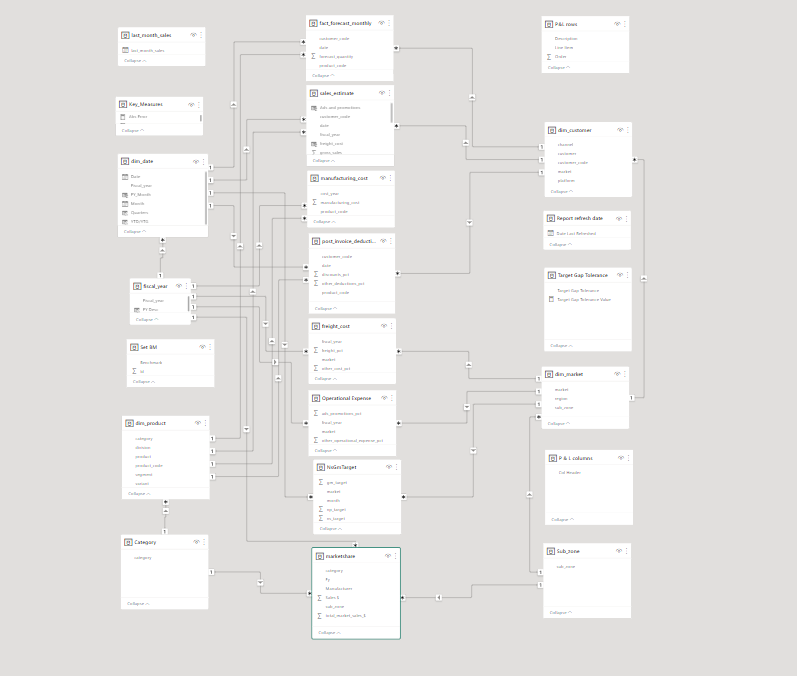 last_month_sales
last_month_sales
Collapse
Key_Measures
Abs Error
Collapse
dim_date
Date
Fiscal_year
FY_Month
Month
Quarters
YTD-YTG
Collapse
fiscal_year
Fiscal_year
FY Desc
Collapse
Set BM
Benchmark
Id
Collapse
dim_product
category
division
product
product_code
segment
variant
Collapse
Category
category
Collapse
fact_forecast_monthly
customer_code
date
forecast_quantity
product_code
Collapse
sales_estimate
customer_code
date
fiscal_year
freight_cost
gross_sales
Collapse
manufacturing_cost
cost_year
manufacturing_cost
product_code
Collapse
post_invoice_deducti...
customer_code
date
discounts_pct
other_deductions_pct
product_code
Collapse
freight_cost
fiscal_year
freight_pct
market
other_cost_pct
Collapse
Operational Expense
ads_promotions_pct
fiscal_year
market
other_operational_expense_pct
Collapse
NsGmTarget
gm_target
market
month
np_target
ns_target
Collapse
marketshare
category
Fy
Manufacturer
Sales $
sub_zone
total_market_sales_$
Collapse
P&L rows
Description
Line Item
Order
Collapse
dim_customer
channel
customer
customer_code
market
platform
Collapse
Report refresh date
Date Last Refreshed
Collapse
Target Gap Tolerance
Target Gap Tolerance
Target Gap Tolerance Value
Collapse
dim_market
market
region
sub_zone
Collapse
P & L columns
Col Header
Collapse
Sub_zone
sub_zone
Collapse